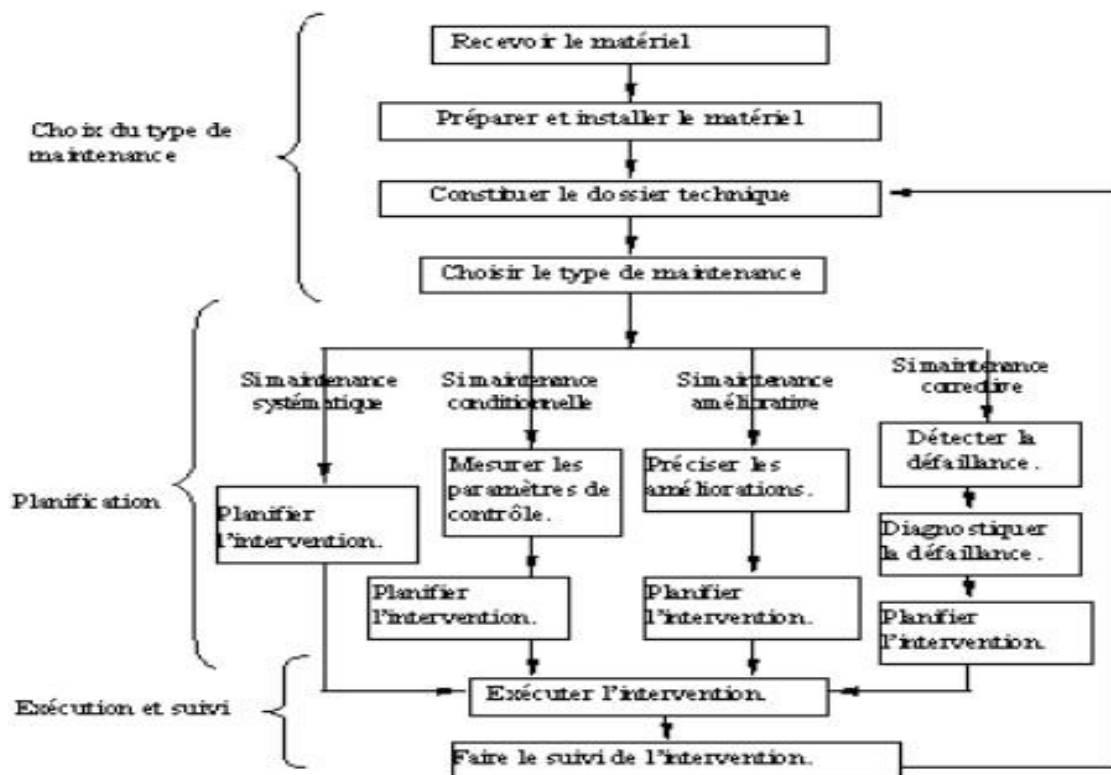 Recevoir le matériel
Préparer et installer le matériel
Choix du type de
maintenance
Constituer le dossier technique
Choisir le type de maintenance
Si maintenance
systématique
Si maintenance
conditionnelle
Si maintenance
améliorative
Si maintenance
corrective
Planification
Planifier
l'intervention.
Mesurer les
paramètres de
contrôle.
Planifier
l'intervention.
Préciser les
améliorations.
Planifier
l'intervention.
Détecter la
défaillance.
Diagnostiquer
la défaillance.
Planifier
l'intervention.
Exécution et suivi
Exécuter l'intervention.
Faire le suivi de l'intervention.